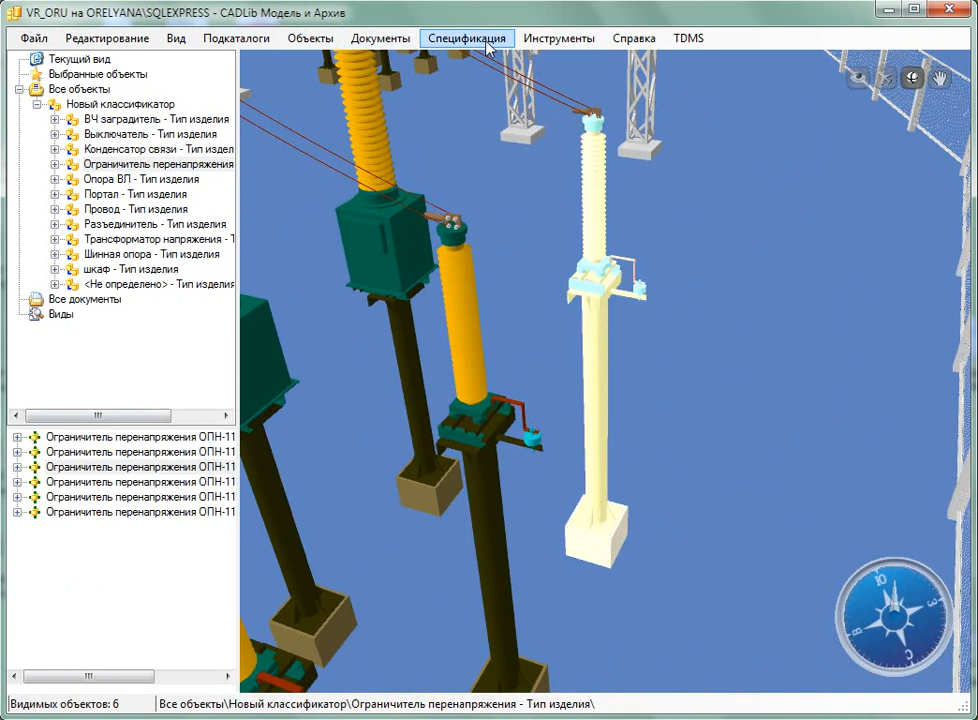 VR_ORU на ORELYANA\SQLEXPRESS - CADLib Модель и Архив
Файл Редактирование Вид Подкаталоги Объекты Документы Спецификация Инструменты Справка TDMS
Текущий вид
Выбранные объекты
Все объекты
Новый классификатор
ВЧ заградитель - Тип изделия
Выключатель - Тип изделия
Конденсатор связи - Тип издел
Ограничитель перенапряжения
Опора ВЛ - Тип изделия
Портал - Тип изделия
Провод - Тип изделия
Разъединитель - Тип изделия
Трансформатор напряжения - Т
Шинная опора - Тип изделия
шкаф - Тип изделия
<Не определено> - Тип изделия
Все документы
Виды
Ограничитель перенапряжения ОПН-11
Ограничитель перенапряжения ОПН-11
Ограничитель перенапряжения ОПН-11
Ограничитель перенапряжения ОПН-11
Ограничитель перенапряжения ОПН-11
Ограничитель перенапряжения ОПН-11
Ю
З
В
С
Видимых объектов: 6 Все объекты\Новый классификатор\Ограничитель перенапряжения - Тип изделия\